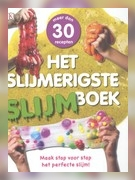 meer dan
30
recepten
HET
SLIJMERIGSTE
SLIJM BOEK
Maak stap voor stap
het perfecte slijm!